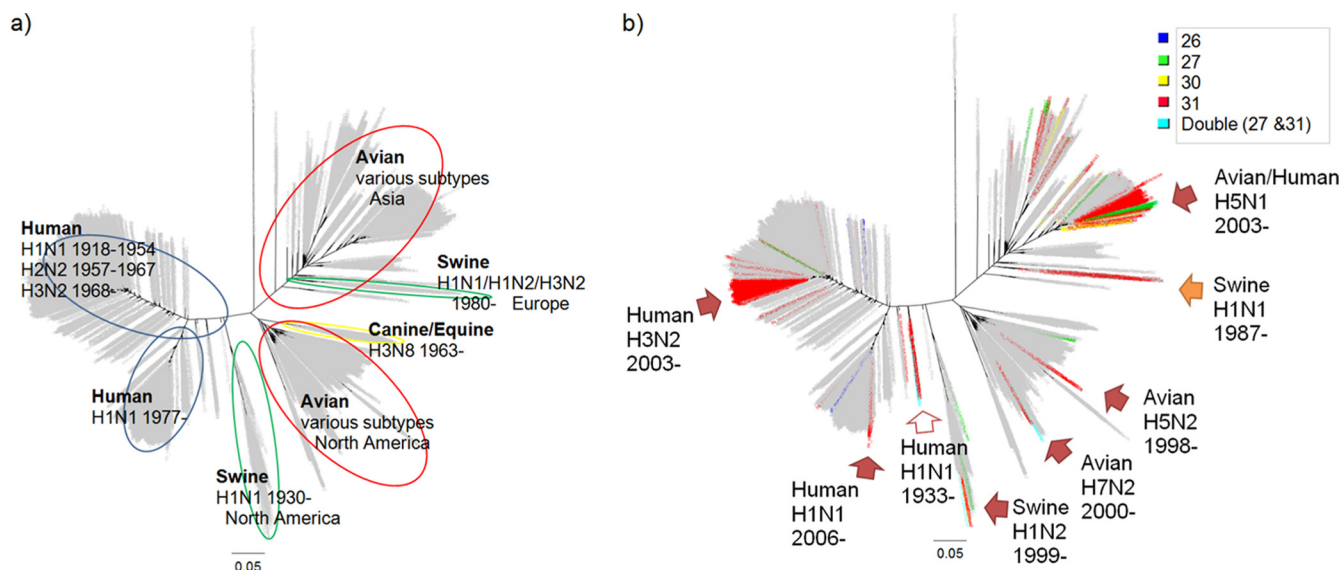 a)
Avian
various subtypes
Asia
Human
H1N1 1918-1954
H2N2 1957-1967
H3N2 1968-
Swine
H1N1/H1N2/H3N2
1980- Europe
Canine/Equine
H3N8 1963-
Human
H1N1 1977-
Avian
various subtypes
North America
Swine
H1N1 1930-
North America
0.05
b)
26
27
30
31
Double (27 &31)
Avian/Human
H5N1
2003-
Swine
H1N1
1987-
Human
H3N2
2003-
Avian
H5N2
1998-
Human
H1N1
1933-
Avian
H7N2
2000-
Human
H1N1
2006-
Swine
H1N2
1999-
0.05